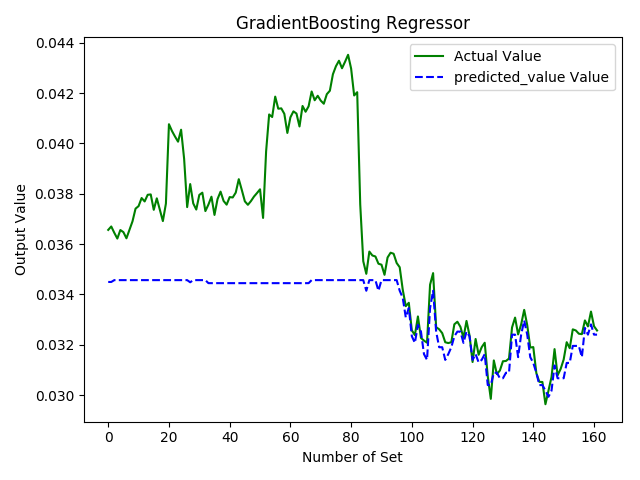 GradientBoosting Regressor
Actual Value
predicted_value Value
Output Value
0.044
0.042
0.040
0.038
0.036
0.034
0.032
0.030
0 20 40 60 80 100 120 140 160
Number of Set